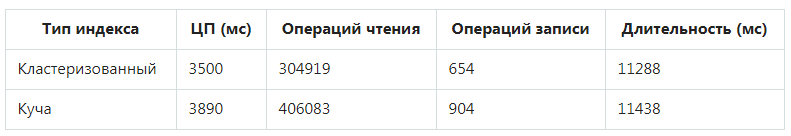 Тип индекса ЦП (мс) Операций чтения Операций записи Длительность (мс)
Кластеризованный 3500 304919 654 11288
Куча 3890 406083 904 11438